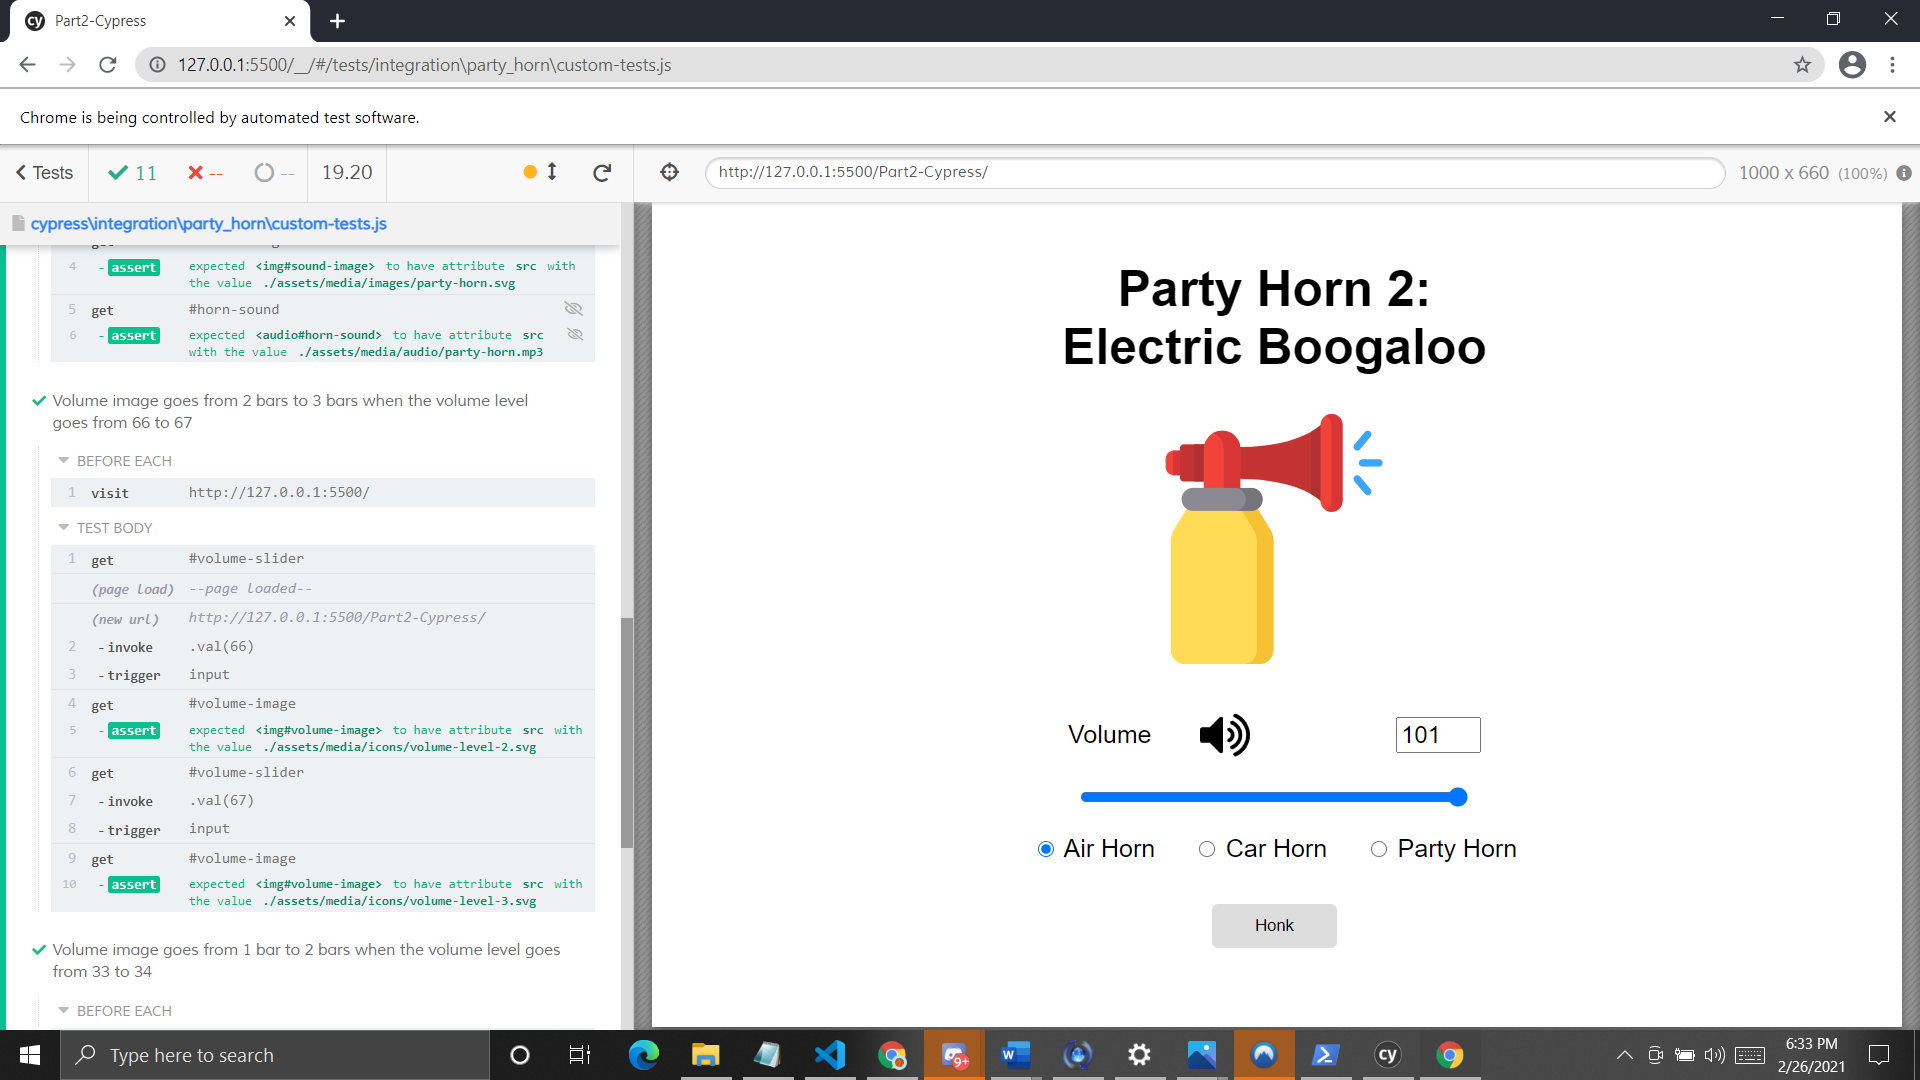 Part2-Cypress
127.0.0.1:5500/__/#/tests/integration\party_horn\custom-tests.js
Chrome is being controlled by automated test software.
Tests 11 -- -- 19.20
http://127.0.0.1:5500/Part2-Cypress/
1000 x 660 (100%)
cypress\integration\party_horn\custom-tests.js
4 - assert expected <img#sound-image> to have attribute src with
the value ./assets/media/images/party-horn.svg
5 get #horn-sound
6 - assert expected <audio#horn-sound> to have attribute src
with the value ./assets/media/audio/party-horn.mp3
Volume image goes from 2 bars to 3 bars when the volume level
goes from 66 to 67
BEFORE EACH
1 visit http://127.0.0.1:5500/
TEST BODY
1 get #volume-slider
(page load) --page loaded--
(new url) http://127.0.0.1:5500/Part2-Cypress/
2 - invoke .val(66)
3 - trigger input
4 get #volume-image
5 - assert expected <img#volume-image> to have attribute src with
the value ./assets/media/icons/volume-level-2.svg
6 get #volume-slider
7 - invoke .val(67)
8 - trigger input
9 get #volume-image
10 - assert expected <img#volume-image> to have attribute src with
the value ./assets/media/icons/volume-level-3.svg
Volume image goes from 1 bar to 2 bars when the volume level goes
from 33 to 34
BEFORE EACH
Party Horn 2:
Electric Boogaloo
Volume 101
Air Horn Car Horn Party Horn
Honk
Type here to search
9+
cy
6:33 PM
2/26/2021